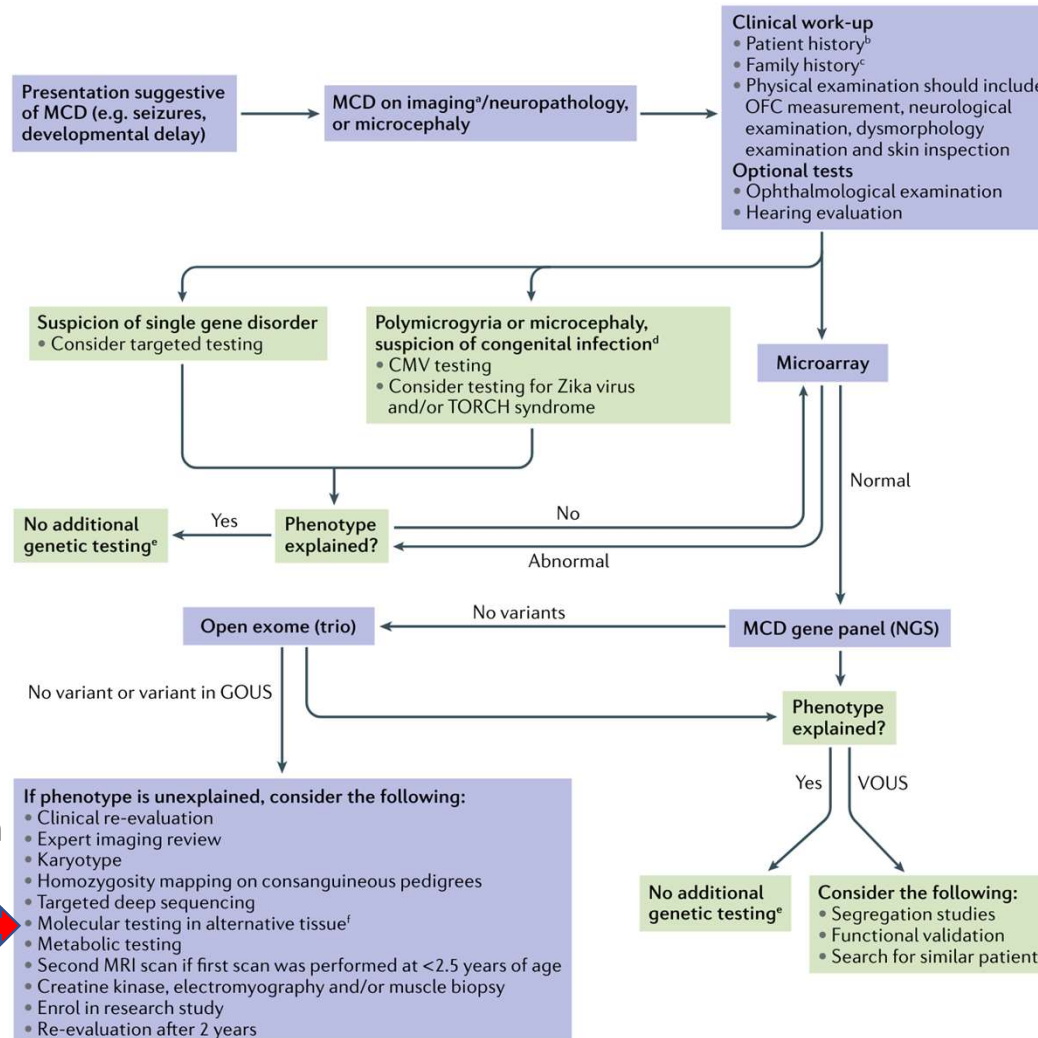 Presentation suggestive
of MCD (e.g. seizures,
developmental delay)
MCD on imagingᵃ/neuropathology,
or microcephaly
Clinical work-up
• Patient historyᵇ
• Family historyᶜ
• Physical examination should include
OFC measurement, neurological
examination, dysmorphology
examination and skin inspection
Optional tests
• Ophthalmological examination
• Hearing evaluation
Suspicion of single gene disorder
• Consider targeted testing
Polymicrogyria or microcephaly,
suspicion of congenital infectionᵈ
• CMV testing
• Consider testing for Zika virus
and/or TORCH syndrome
Microarray
Normal
No additional
genetic testingᵉ
Yes
Phenotype
explained?
No
Abnormal
Open exome (trio)
No variants
MCD gene panel (NGS)
No variant or variant in GOUS
Phenotype
explained?
Yes
VOUS
If phenotype is unexplained, consider the following:
• Clinical re-evaluation
• Expert imaging review
• Karyotype
• Homozygosity mapping on consanguineous pedigrees
• Targeted deep sequencing
• Molecular testing in alternative tissueᶠ
• Metabolic testing
• Second MRI scan if first scan was performed at <2.5 years of age
• Creatine kinase, electromyography and/or muscle biopsy
• Enrol in research study
• Re-evaluation after 2 years
No additional
genetic testingᵉ
Consider the following:
• Segregation studies
• Functional validation
• Search for similar patient